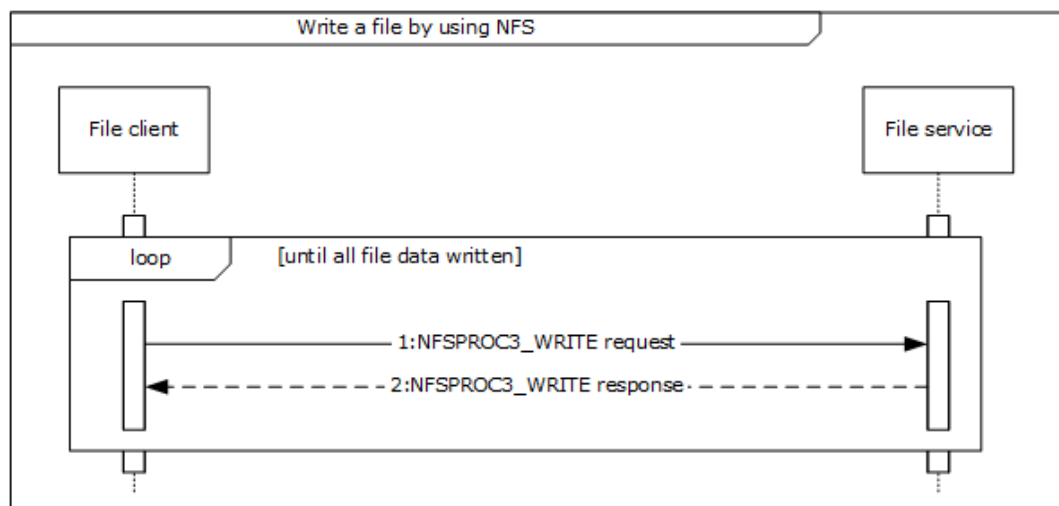 Write a file by using NFS
File client
File service
loop
[until all file data written]
1:NFSPROC3_WRITE request
2:NFSPROC3_WRITE response